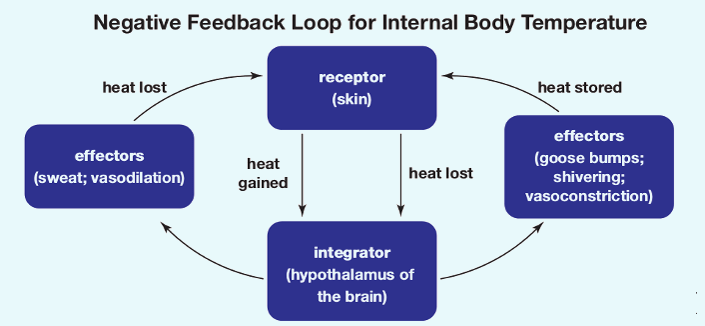 Negative Feedback Loop for Internal Body Temperature
heat lost
receptor
(skin)
heat stored
effectors
(sweat; vasodilation)
heat
gained
heat lost
effectors
(goose bumps;
shivering;
vasoconstriction)
integrator
(hypothalamus of
the brain)